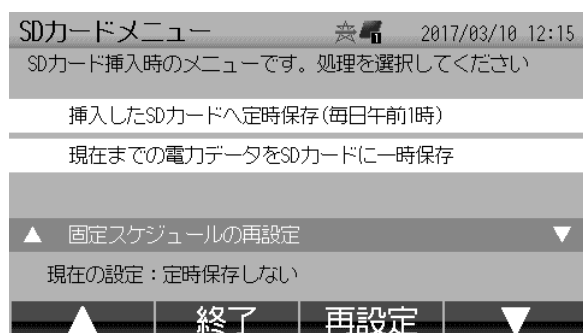 SDカードメニュー 1 2017/03/10 12:15
SDカード挿入時のメニューです。処理を選択してください
挿入したSDカードへ定時保存(毎日午前1時)
現在までの電力データをSDカードに一時保存
▲ 固定スケジュールの再設定 ▼
現在の設定:定時保存しない
▲ 終了 再設定 ▼